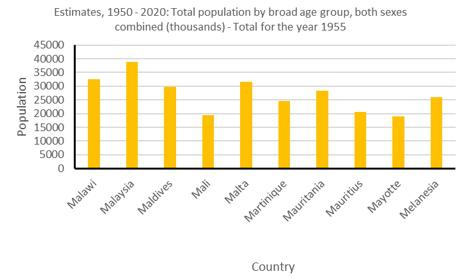 Estimates, 1950 - 2020: Total population by broad age group, both sexes
combined (thousands) - Total for the year 1955
Population
45000
40000
35000
30000
25000
20000
15000
10000
5000
0
Malawi
Malaysia
Maldives
Mali
Malta
Martinique
Mauritania
Mauritius
Mayotte
Melanesia
Country